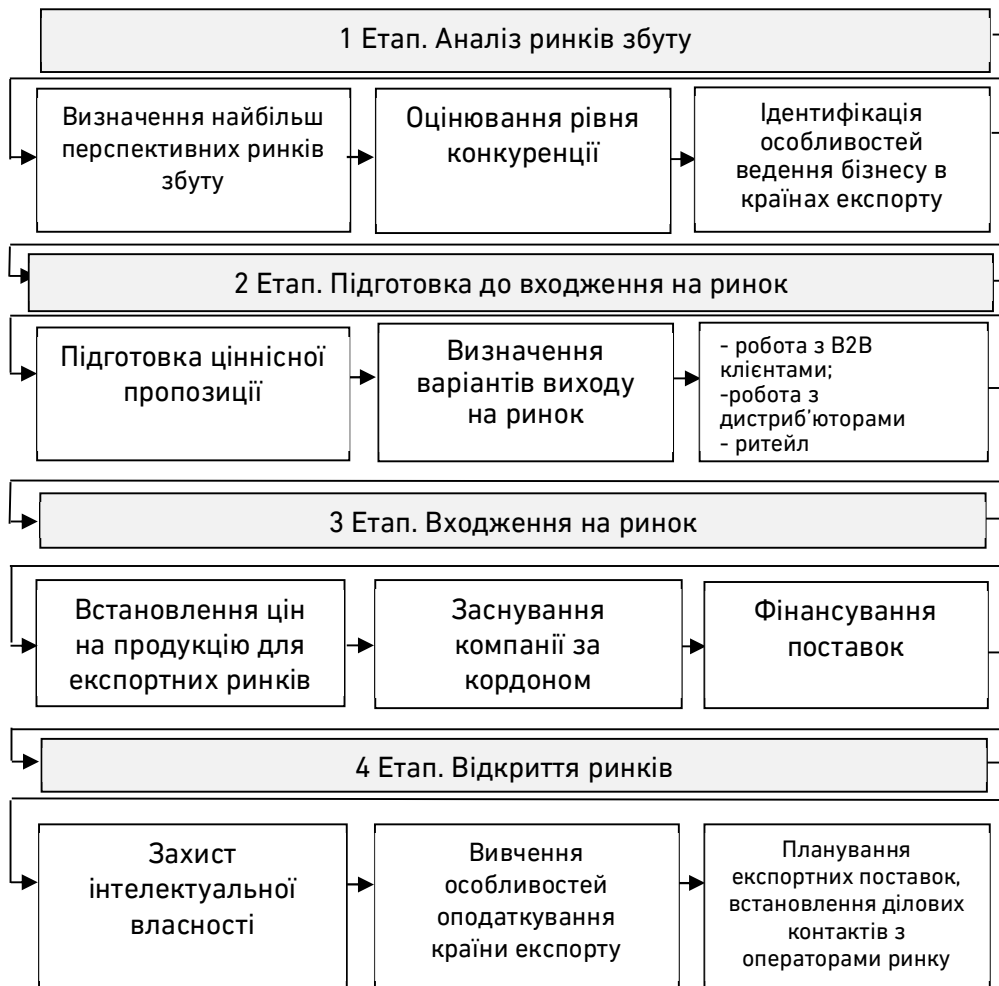 1 Етап. Аналіз ринків збуту
Визначення найбільш
перспективних ринків
збуту
Оцінювання рівня
конкуренції
Ідентифікація
особливостей
ведення бізнесу в
країнах експорту
2 Етап. Підготовка до входження на ринок
Підготовка ціннісної
пропозиції
Визначення
варіантів виходу
на ринок
- робота з B2B
клієнтами;
-робота з
дистриб’юторами
- ритейл
3 Етап. Входження на ринок
Встановлення цін
на продукцію для
експортних ринків
Заснування
компанії за
кордоном
Фінансування
поставок
4 Етап. Відкриття ринків
Захист
інтелектуальної
власності
Вивчення
особливостей
оподаткування
країни експорту
Планування
експортних поставок,
встановлення ділових
контактів з
операторами ринку